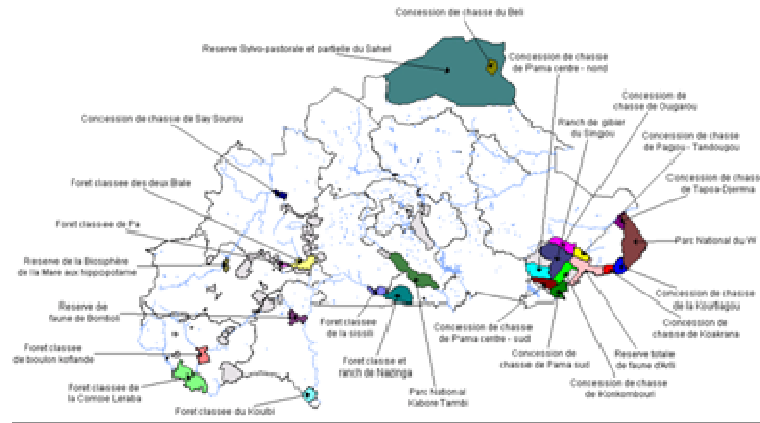 Concession de chasse du Beli
Reserve Sylvo-pastorale et partielle du Sahel
Concession de chasse
de Pama centre - nord
Concession de
chasse de Ougarou
Concession de chasse de Say Sourou
Ranch de gibier
du Singou
Concession de chasse
de Pagou - Tandougou
Foret classee des deux Bale
Concession de chasse
de Tapoa-Djerma
Foret classee de Pa
Parc National du W
Reserve de la Biosphère
de la Mare aux hippopotame
Concession de chasse
de la Kourtiagou
Reserve de
faune de Bontioli
Concession de
chasse de Koakrana
Foret classee
de la sissili
Concession de chasse
de Pama centre - sud
Foret classee
de boulon koflande
Foret classe et
ranch de Nazinga
Concession de
chasse de Pama sud
Reserve totale
de faune d'Arli
Foret classee de
la Comoe Leraba
Parc National
Kabore Tambi
Concession de chasse
de Konkombouri
Foret classee du Koulbi